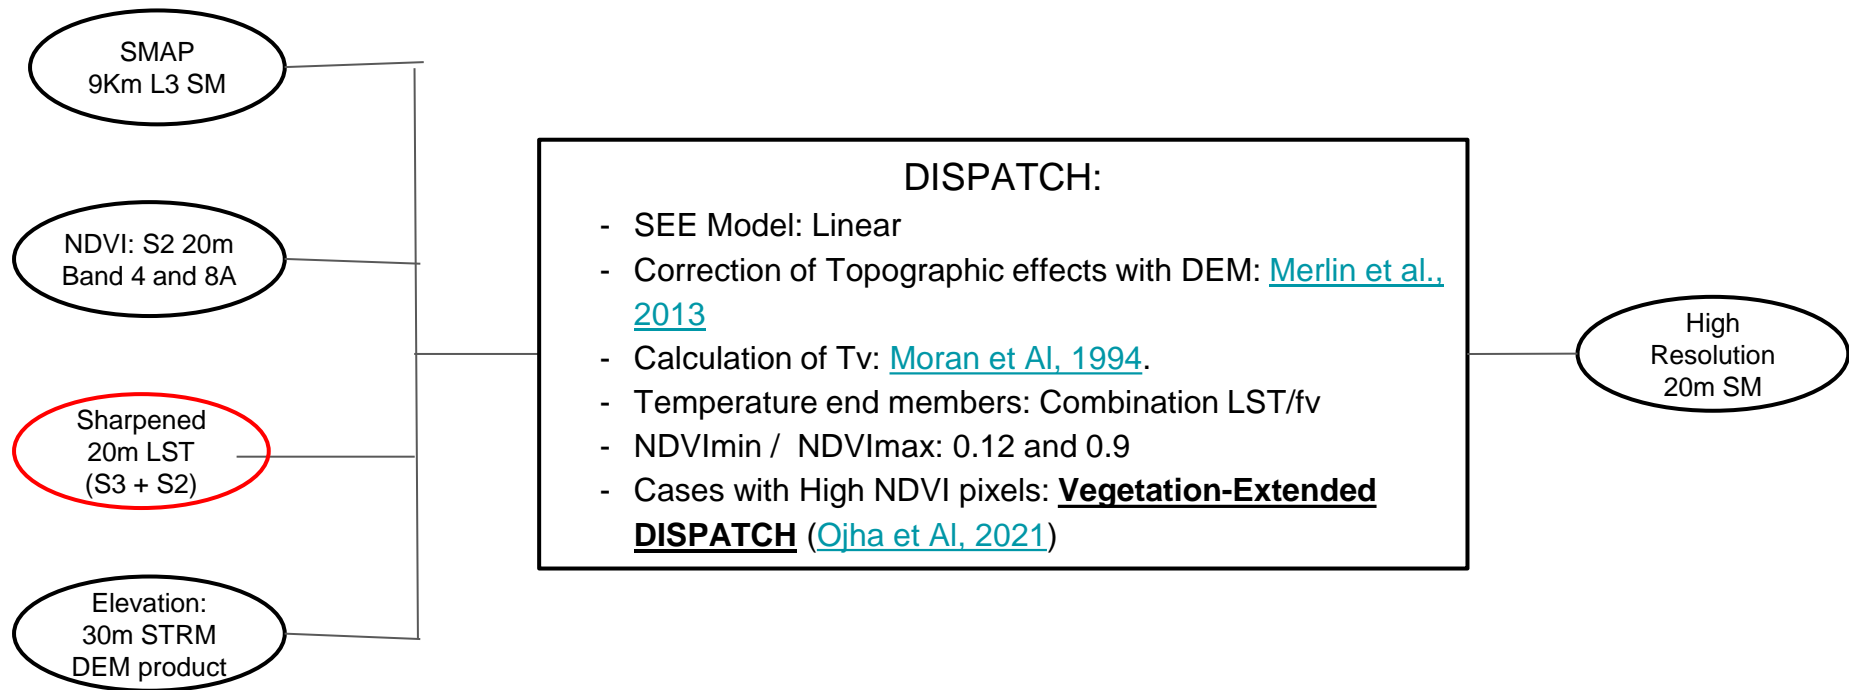 SMAP
9Km L3 SM
NDVI: S2 20m
Band 4 and 8A
Sharpened
20m LST
(S3 + S2)
Elevation:
30m STRM
DEM product
DISPATCH:
- SEE Model: Linear
- Correction of Topographic effects with DEM: Merlin et al.,
2013
- Calculation of Tv: Moran et Al, 1994.
- Temperature end members: Combination LST/fv
- NDVImin / NDVImax: 0.12 and 0.9
- Cases with High NDVI pixels: Vegetation-Extended
DISPATCH (Ojha et Al, 2021)
High
Resolution
20m SM